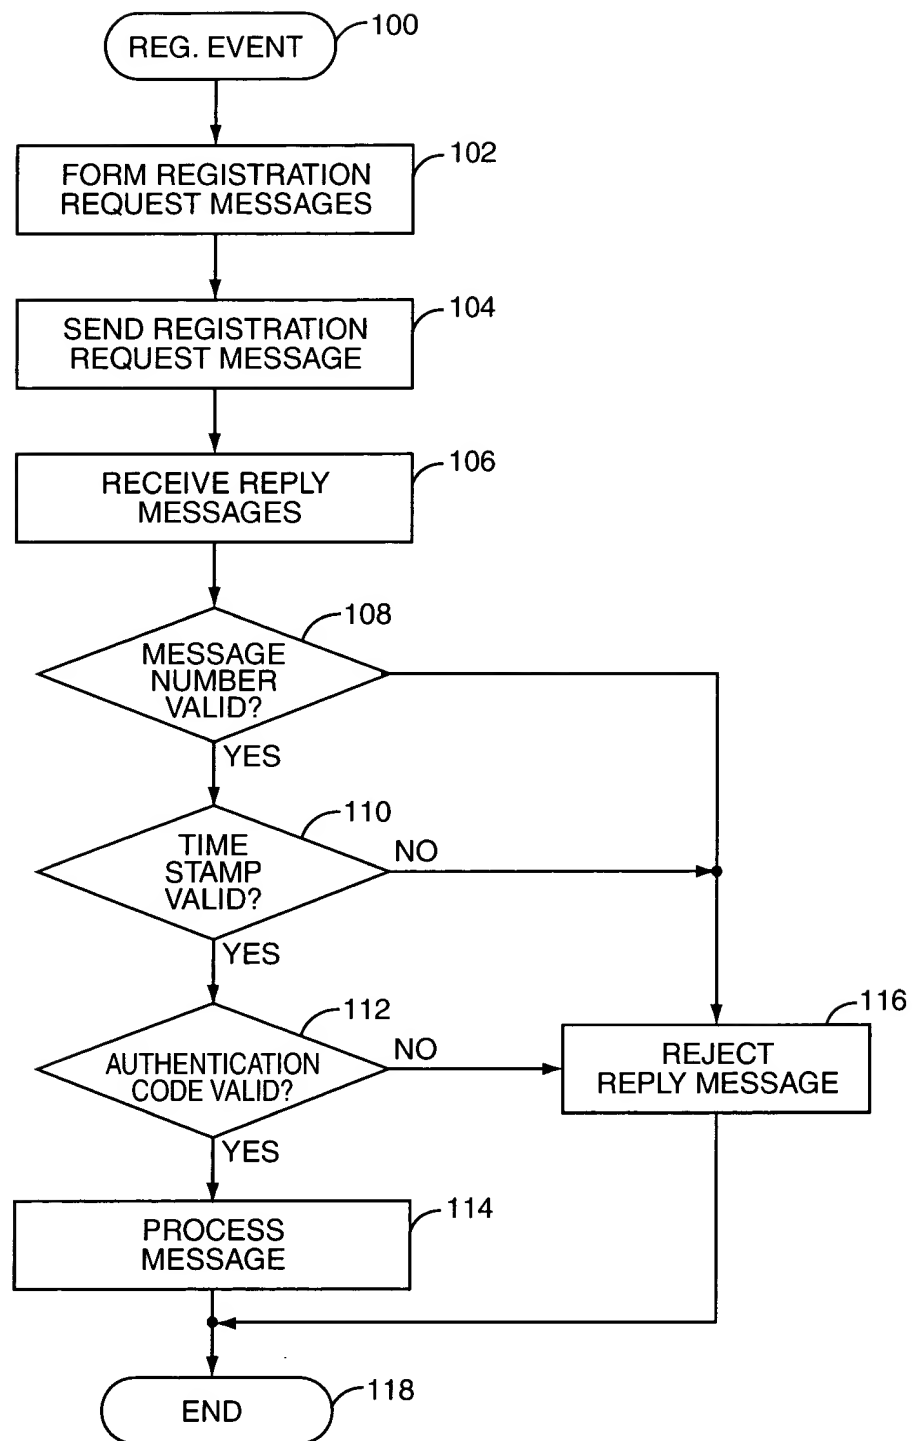 REG. EVENT
100
FORM REGISTRATION
REQUEST MESSAGES
102
SEND REGISTRATION
REQUEST MESSAGE
104
RECEIVE REPLY
MESSAGES
106
MESSAGE
NUMBER
VALID?
108
YES
TIME
STAMP
VALID?
110
NO
YES
AUTHENTICATION
CODE VALID?
112
NO
REJECT
REPLY MESSAGE
116
YES
PROCESS
MESSAGE
114
END
118